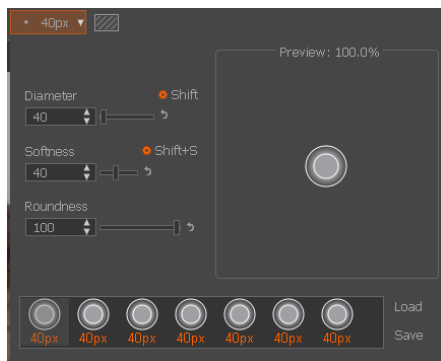 40px
Preview: 100.0%
Diameter Shift
40
Softness Shift+S
40
Roundness
100
40px 40px 40px 40px 40px 40px 40px
Load
Save